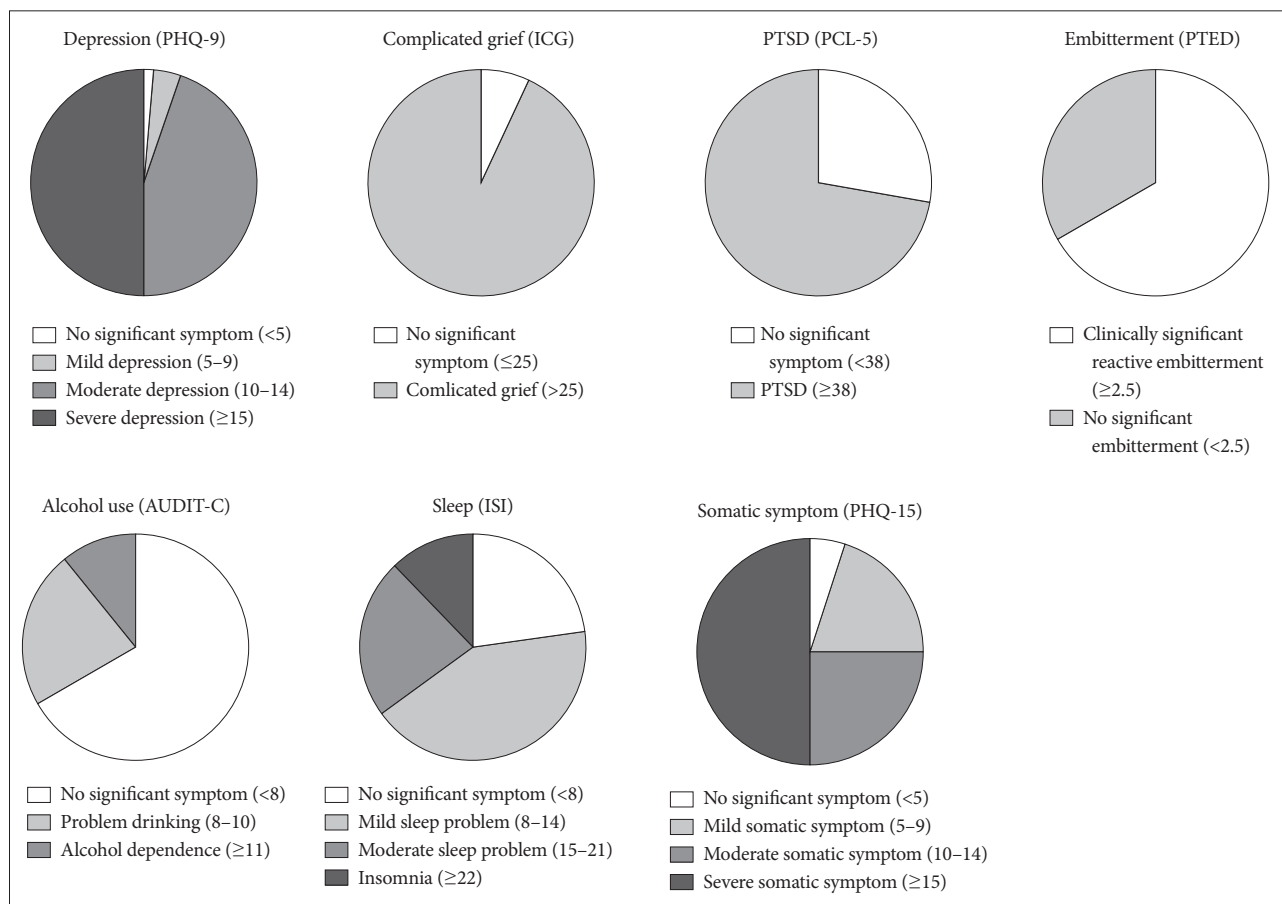 Depression (PHQ-9)
No significant symptom (<5)
Mild depression (5–9)
Moderate depression (10–14)
Severe depression (≥15)
Complicated grief (ICG)
No significant
symptom (≤25)
Comlicated grief (>25)
PTSD (PCL-5)
No significant
symptom (<38)
PTSD (≥38)
Embitterment (PTED)
Clinically significant
reactive embitterment
(≥2.5)
No significant
embitterment (<2.5)
Alcohol use (AUDIT-C)
No significant symptom (<8)
Problem drinking (8–10)
Alcohol dependence (≥11)
Sleep (ISI)
No significant symptom (<8)
Mild sleep problem (8–14)
Moderate sleep problem (15–21)
Insomnia (≥22)
Somatic symptom (PHQ-15)
No significant symptom (<5)
Mild somatic symptom (5–9)
Moderate somatic symptom (10–14)
Severe somatic symptom (≥15)